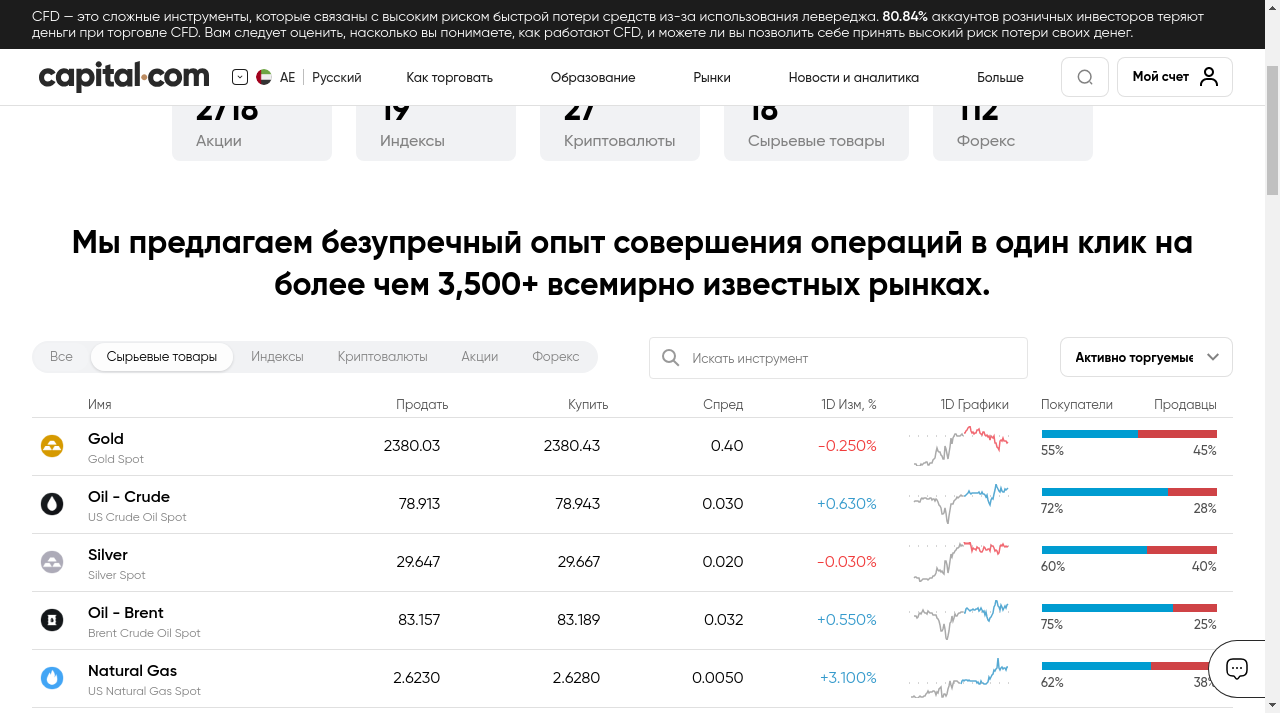 CFD — это сложные инструменты, которые связаны с высоким риском быстрой потери средств из-за использования левереджа. 80.84% аккаунтов розничных инвесторов теряют
деньги при торговле CFD. Вам следует оценить, насколько вы понимаете, как работают CFD, и можете ли вы позволить себе принять высокий риск потери своих денег.
capital.com AE Русский Как торговать Образование Рынки Новости и аналитика Больше Мой счет
2718 19 27 18 112
Акции Индексы Криптовалюты Сырьевые товары Форекс
Мы предлагаем безупречный опыт совершения операций в один клик на
более чем 3,500+ всемирно известных рынках.
Все Сырьевые товары Индексы Криптовалюты Акции Форекс Искать инструмент Активно торгуемые
Имя Продать Купить Спред 1D Изм, % 1D Графики Покупатели Продавцы
Gold 2380.03 2380.43 0.40 -0.250%
Gold Spot 55% 45%
Oil - Crude 78.913 78.943 0.030 +0.630%
US Crude Oil Spot 72% 28%
Silver 29.647 29.667 0.020 -0.030%
Silver Spot 60% 40%
Oil - Brent 83.157 83.189 0.032 +0.550%
Brent Crude Oil Spot 75% 25%
Natural Gas 2.6230 2.6280 0.0050 +3.100%
US Natural Gas Spot 62% 38%